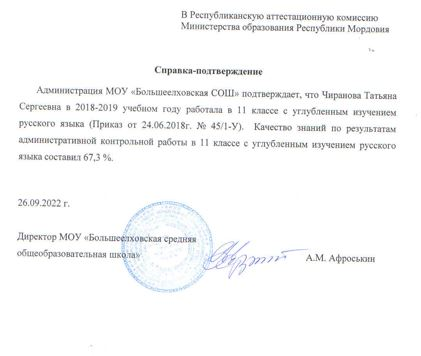 В Республиканскую аттестационную комиссию
Министерства образования Республики Мордовия
Справка-подтверждение
Администрация МОУ «Большеелховская СОШ» подтверждает, что Чиранова Татьяна
Сергеевна в 2018-2019 учебном году работала в 11 классе с углубленным изучением
русского языка (Приказ от 24.06.2018г. № 45/1-У). Качество знаний по результатам
административной контрольной работы в 11 классе с углубленным изучением русского
языка составил 67,3 %.
26.09.2022 г.
Директор МОУ «Большеелховская средняя
общеобразовательная школа» А.М. Афроськин